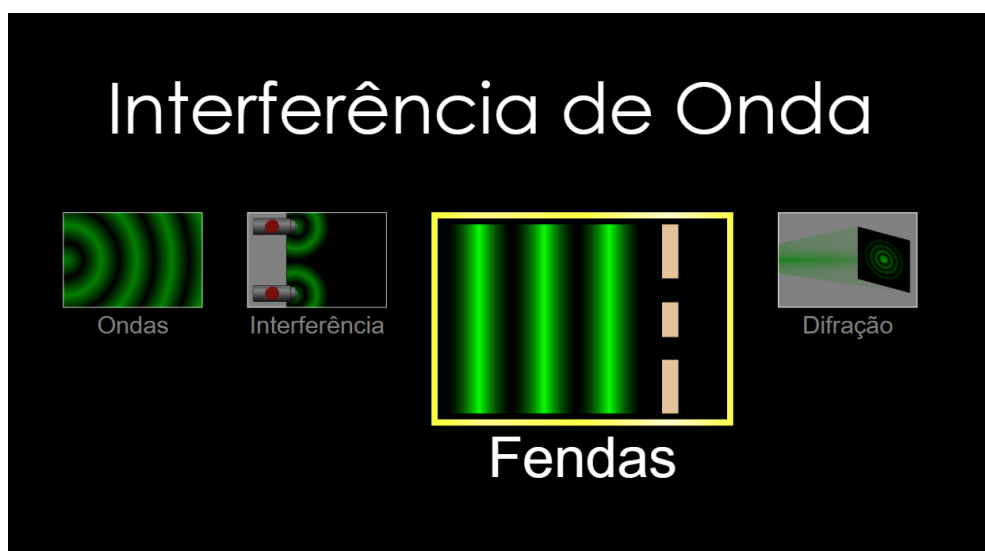 Interferência de Onda
Ondas
Interferência
Fendas
Difração